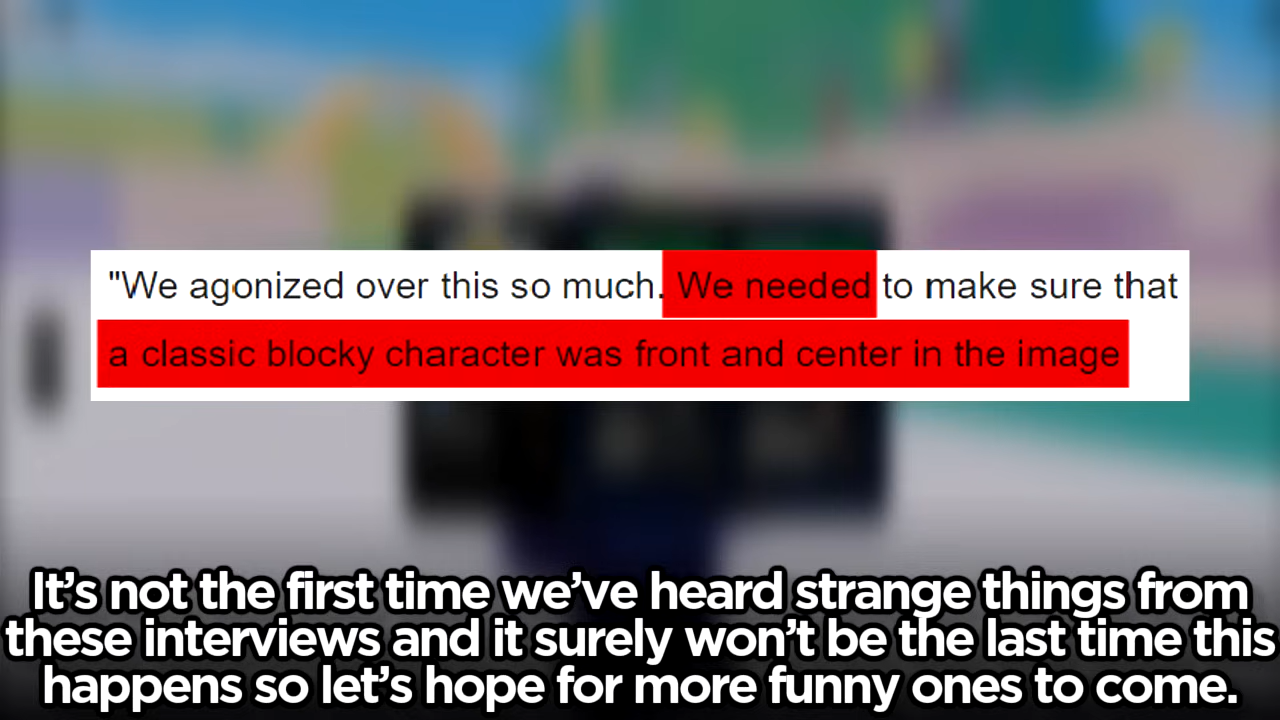 "We agonized over this so much. We needed to make sure that
a classic blocky character was front and center in the image
It’s not the first time we’ve heard strange things from
these interviews and it surely won’t be the last time this
happens so let’s hope for more funny ones to come.